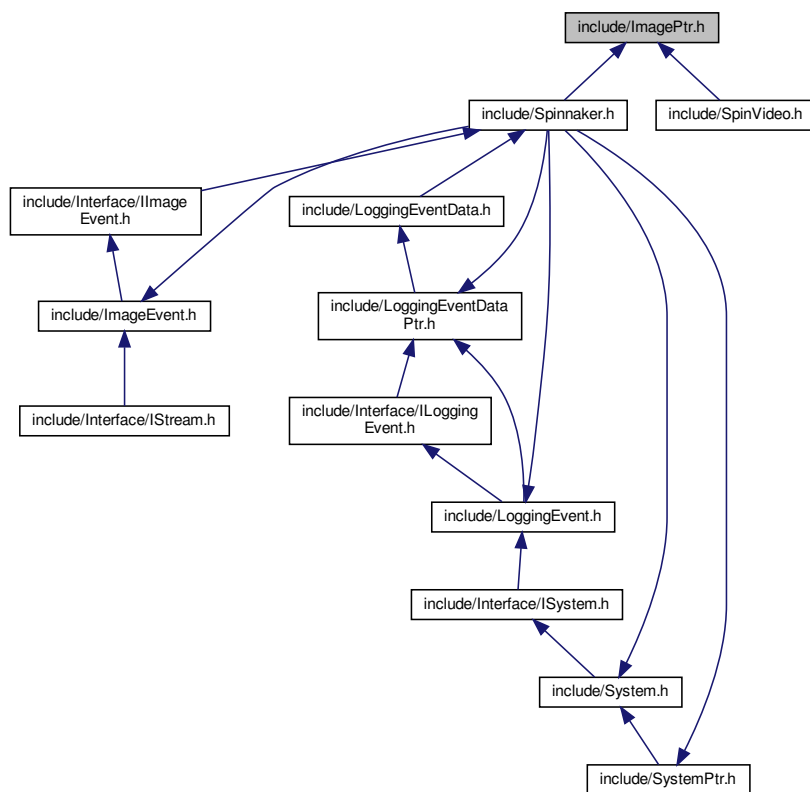 include/ImagePtr.h
include/Spinnaker.h
include/SpinVideo.h
include/Interface/IImage
Event.h
include/LoggingEventData.h
include/ImageEvent.h
include/LoggingEventData
Ptr.h
include/Interface/IStream.h
include/Interface/ILogging
Event.h
include/LoggingEvent.h
include/Interface/ISystem.h
include/System.h
include/SystemPtr.h